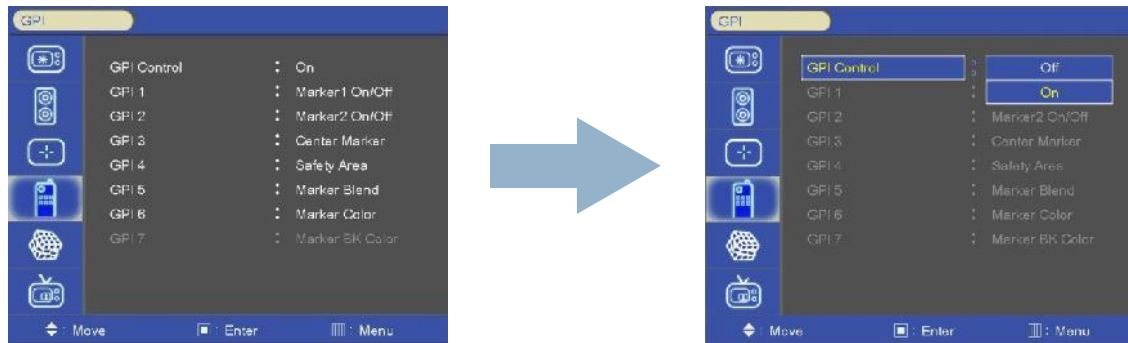 GPI
GPI Control : On
GPI 1 : Marker1 On/Off
GPI 2 : Marker2 On/Off
GPI 3 : Center Marker
GPI 4 : Safety Area
GPI 5 : Marker Blend
GPI 6 : Marker Color
GPI 7 : Marker BK Color
: Move : Enter : Menu
GPI
GPI Control : Off
GPI 1 : On
GPI 2 : Marker2 On/Off
GPI 3 : Center Marker
GPI 4 : Safety Area
GPI 5 : Marker Blend
GPI 6 : Marker Color
GPI 7 : Marker BK Color
: Move : Enter : Menu